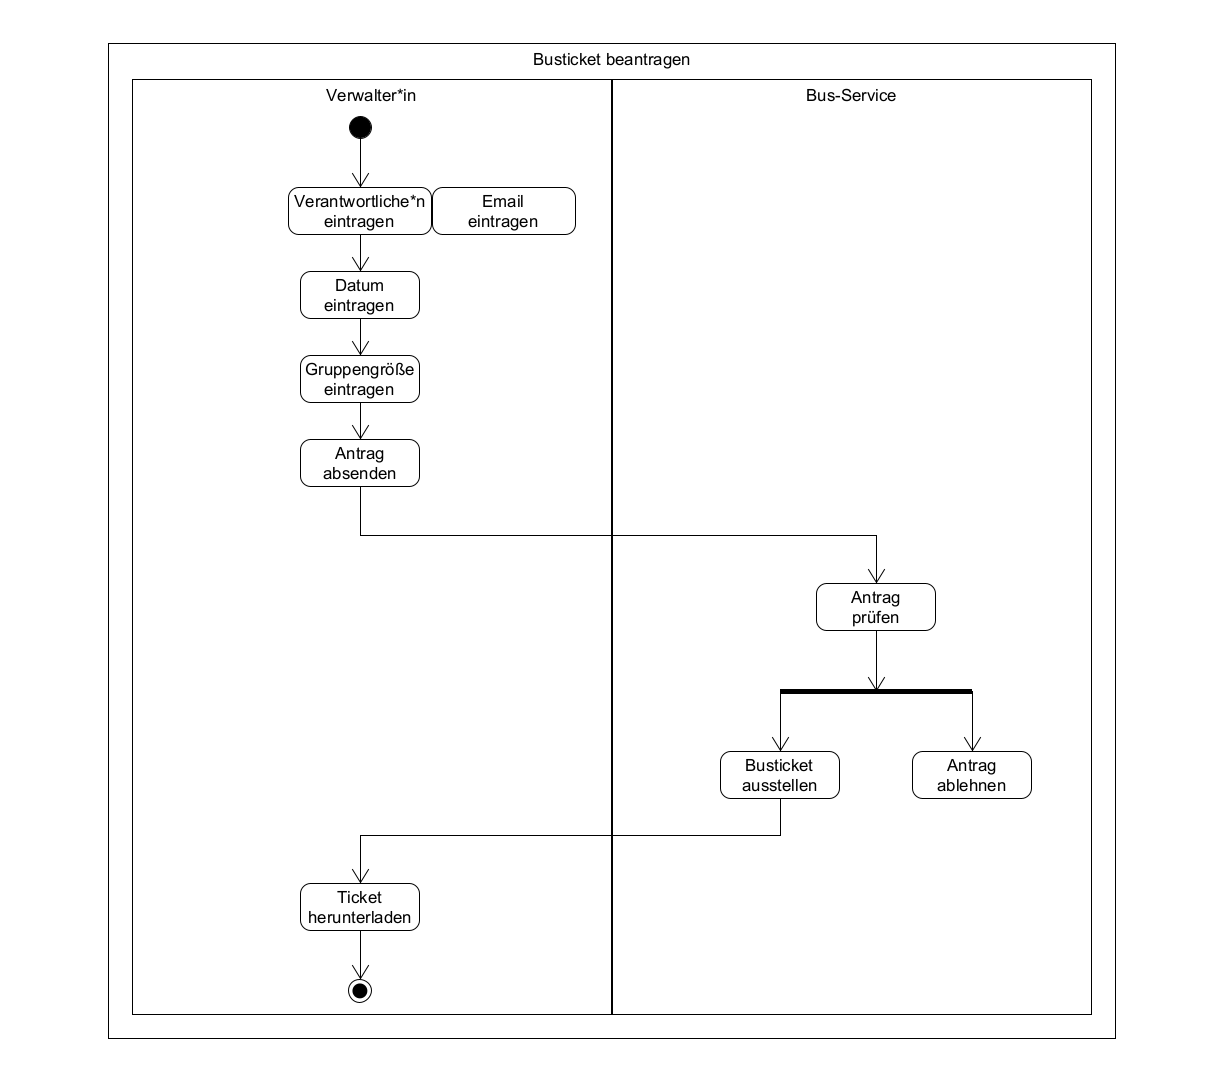 Busticket beantragen
Verwalter*in
Bus-Service
Verantwortliche*n
eintragen
Email
eintragen
Datum
eintragen
Gruppengröße
eintragen
Antrag
absenden
Antrag
prüfen
Busticket
ausstellen
Antrag
ablehnen
Ticket
herunterladen